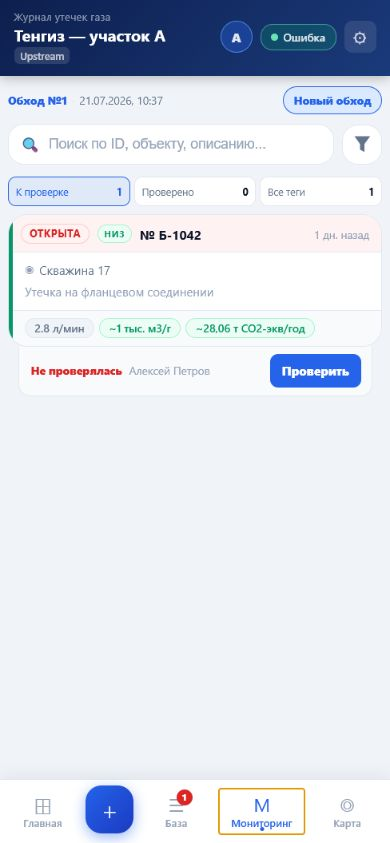 Журнал утечек газа
Тенгиз — участок А
Upstream
А
Ошибка
Обход №1 · 21.07.2026, 10:37
Новый обход
Поиск по ID, объекту, описанию...
К проверке 1
Проверено 0
Все теги 1
ОТКРЫТА НИЗ № Б-1042 1 дн. назад
Скважина 17
Утечка на фланцевом соединении
2.8 л/мин ~1 тыс. м3/г ~28.06 т CO2-экв/год
Не проверялась Алексей Петров
Проверить
Главная
+
1
База
М
Мониторинг
Карта